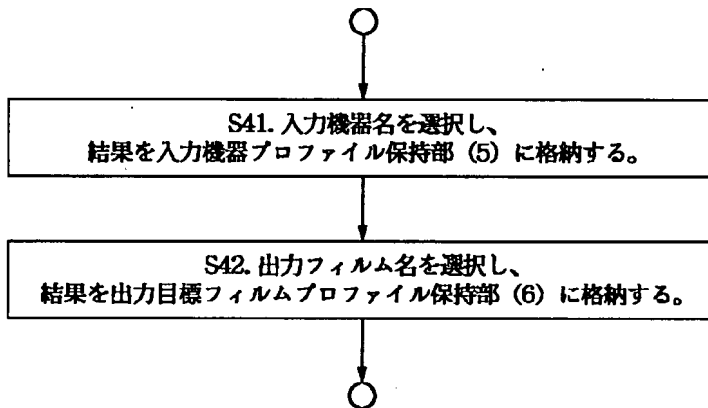 S41. 入力機器名を選択し、
結果を入力機器プロファイル保持部 (5) に格納する。
S42. 出力フィルム名を選択し、
結果を出力目標フィルムプロファイル保持部 (6) に格納する。